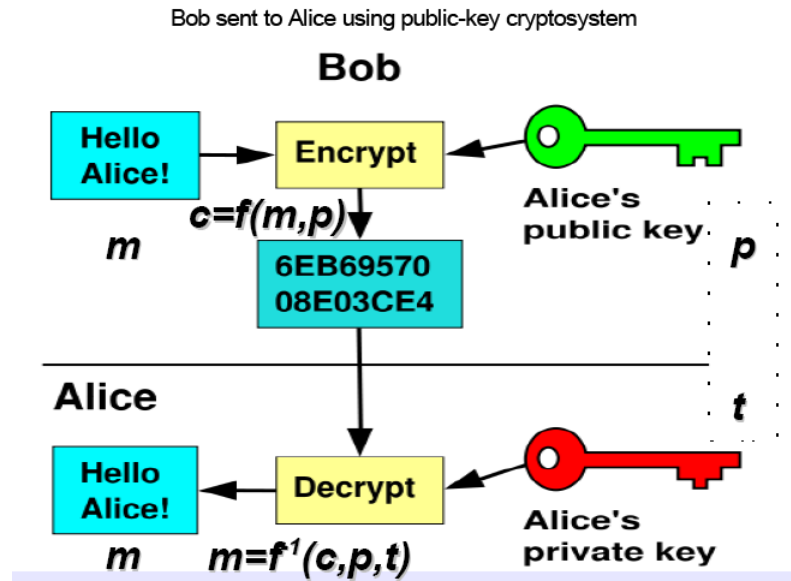 Bob sent to Alice using public-key cryptosystem
Bob
Hello
Alice!
Encrypt
c=f(m,p)
m
Alice's
public key
p
6EB69570
08E03CE4
Alice
t
Hello
Alice!
Decrypt
Alice's
private key
m
m=f¹(c,p,t)